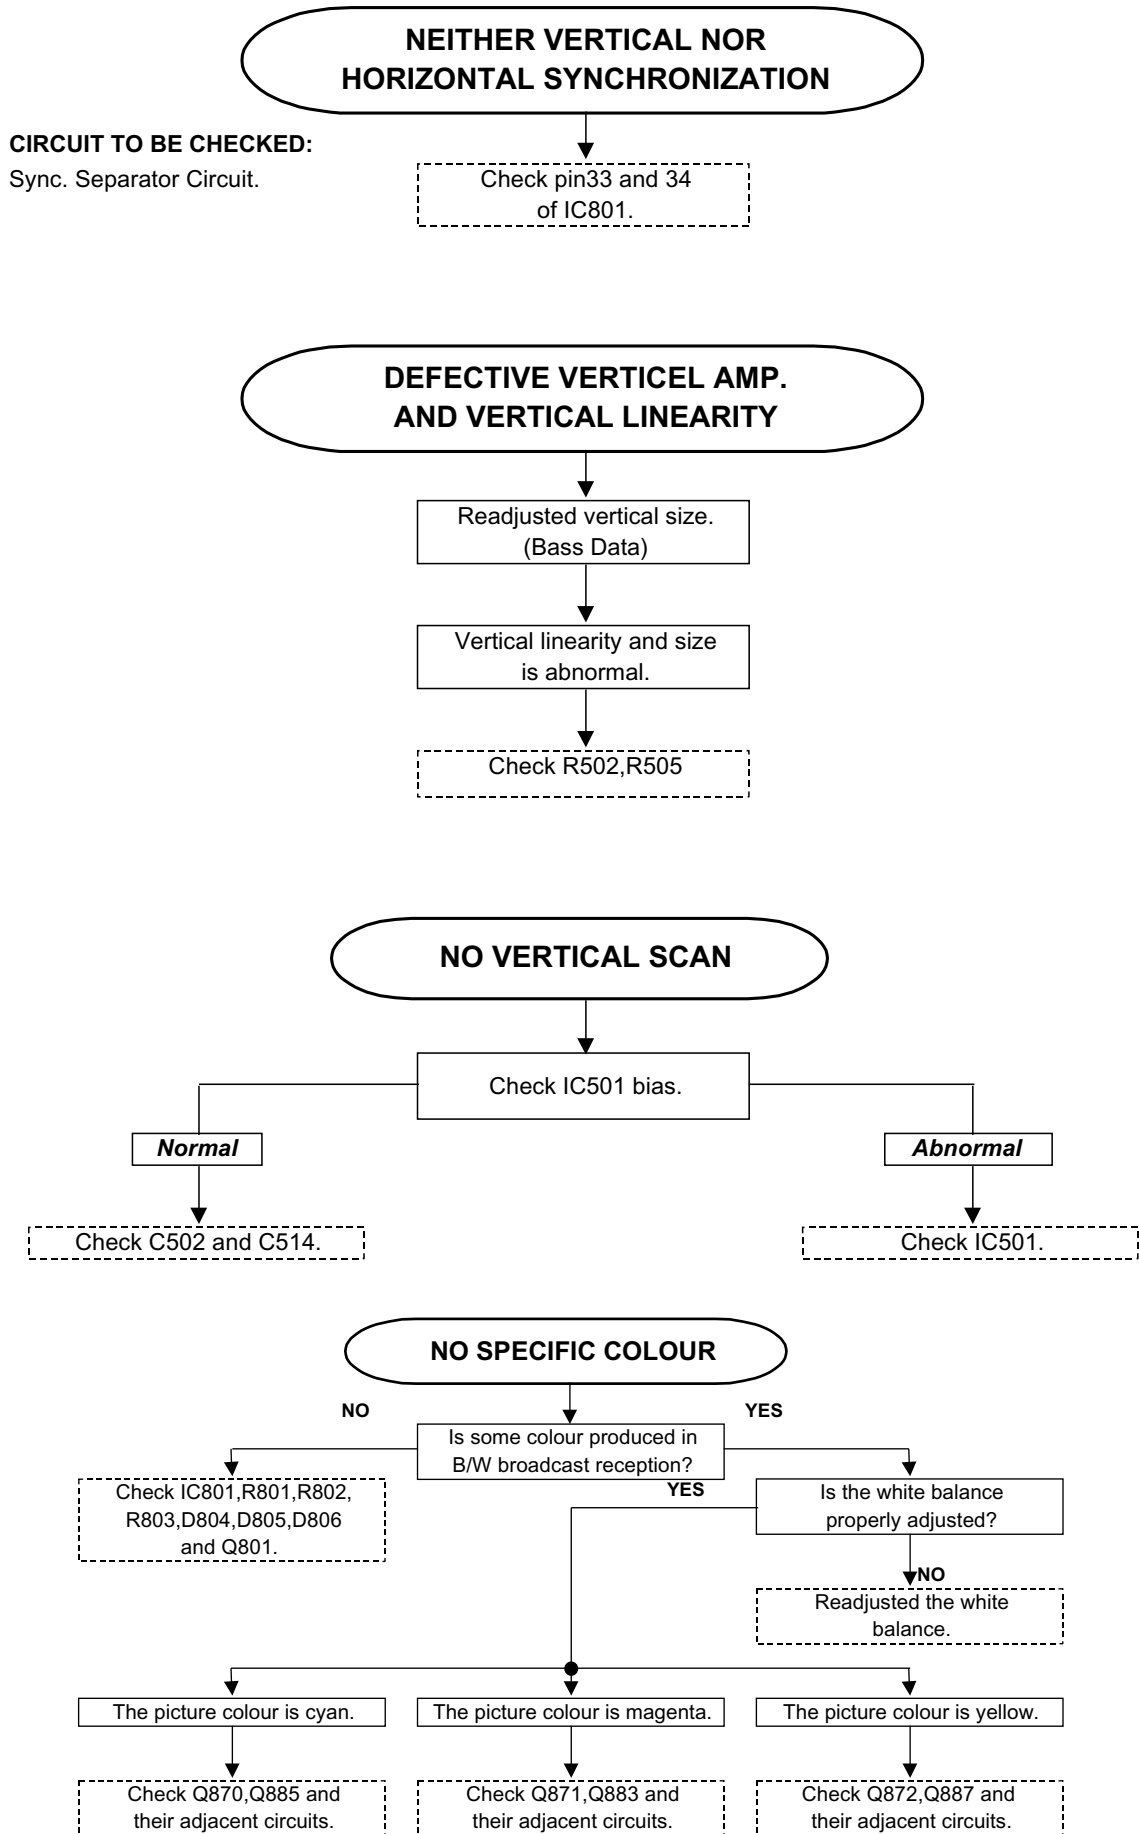 NEITHER VERTICAL NOR
HORIZONTAL SYNCHRONIZATION
CIRCUIT TO BE CHECKED:
Sync. Separator Circuit.
Check pin33 and 34
of IC801.
DEFECTIVE VERTICEL AMP.
AND VERTICAL LINEARITY
Readjusted vertical size.
(Bass Data)
Vertical linearity and size
is abnormal.
Check R502,R505
NO VERTICAL SCAN
Check IC501 bias.
Normal
Abnormal
Check C502 and C514.
Check IC501.
NO SPECIFIC COLOUR
NO
YES
Is some colour produced in
B/W broadcast reception?
Check IC801,R801,R802,
R803,D804,D805,D806
and Q801.
YES
Is the white balance
properly adjusted?
NO
Readjusted the white
balance.
The picture colour is cyan.
The picture colour is magenta.
The picture colour is yellow.
Check Q870,Q885 and
their adjacent circuits.
Check Q871,Q883 and
their adjacent circuits.
Check Q872,Q887 and
their adjacent circuits.